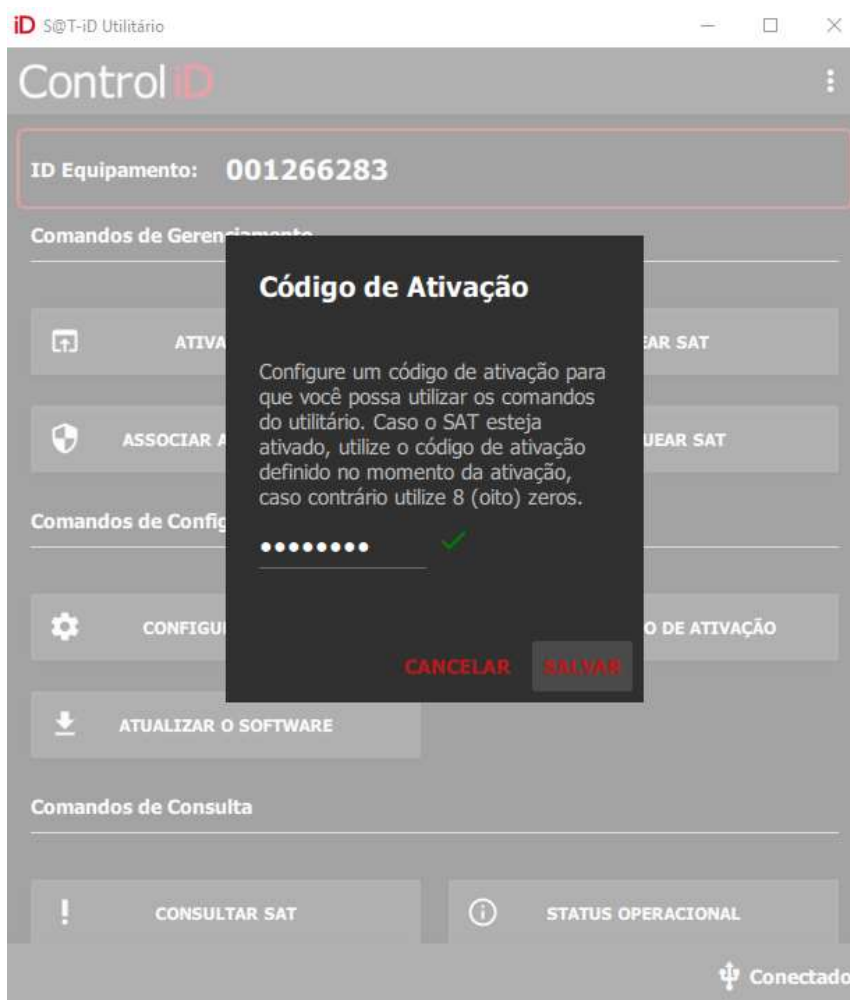 iD S@T-iD Utilitário
Control iD
ID Equipamento: 001266283
Comandos de Gerenciamento
ATIVA
EAR SAT
ASSOCIAR A
UEAR SAT
Comandos de Config
CONFIGU
O DE ATIVAÇÃO
ATUALIZAR O SOFTWARE
Comandos de Consulta
CONSULTAR SAT
STATUS OPERACIONAL
Conectado
Código de Ativação
Configure um código de ativação para
que você possa utilizar os comandos
do utilitário. Caso o SAT esteja
ativado, utilize o código de ativação
definido no momento da ativação,
caso contrário utilize 8 (oito) zeros.
••••••••
CANCELAR SALVAR